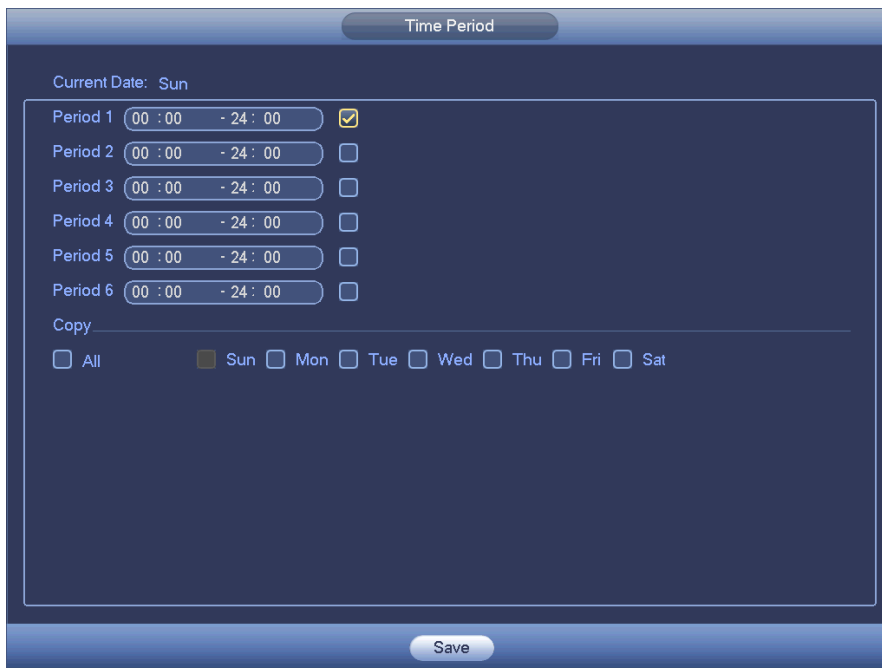 Time Period
Current Date: Sun
Period 1 00 :00 - 24 : 00
Period 2 00 :00 - 24 : 00
Period 3 00 :00 - 24 : 00
Period 4 00 :00 - 24 : 00
Period 5 00 :00 - 24 : 00
Period 6 00 :00 - 24 : 00
Copy
All Sun Mon Tue Wed Thu Fri Sat
Save